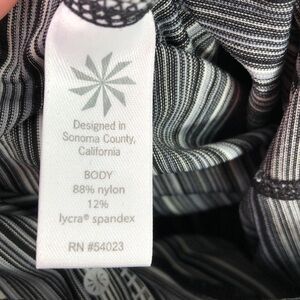 Designed in
Sonoma County,
California
BODY
88% nylon
12%
lycra® spandex
RN #54023